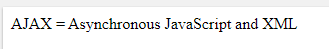 AJAX = Asynchronous JavaScript and XML